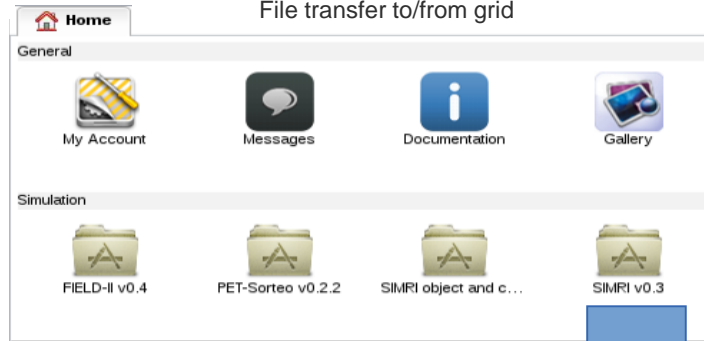 File transfer to/from grid
Home
General
My Account Messages Documentation Gallery
Simulation
FIELD-II v0.4 PET-Sorteo v0.2.2 SIMRI object and c... SIMRI v0.3